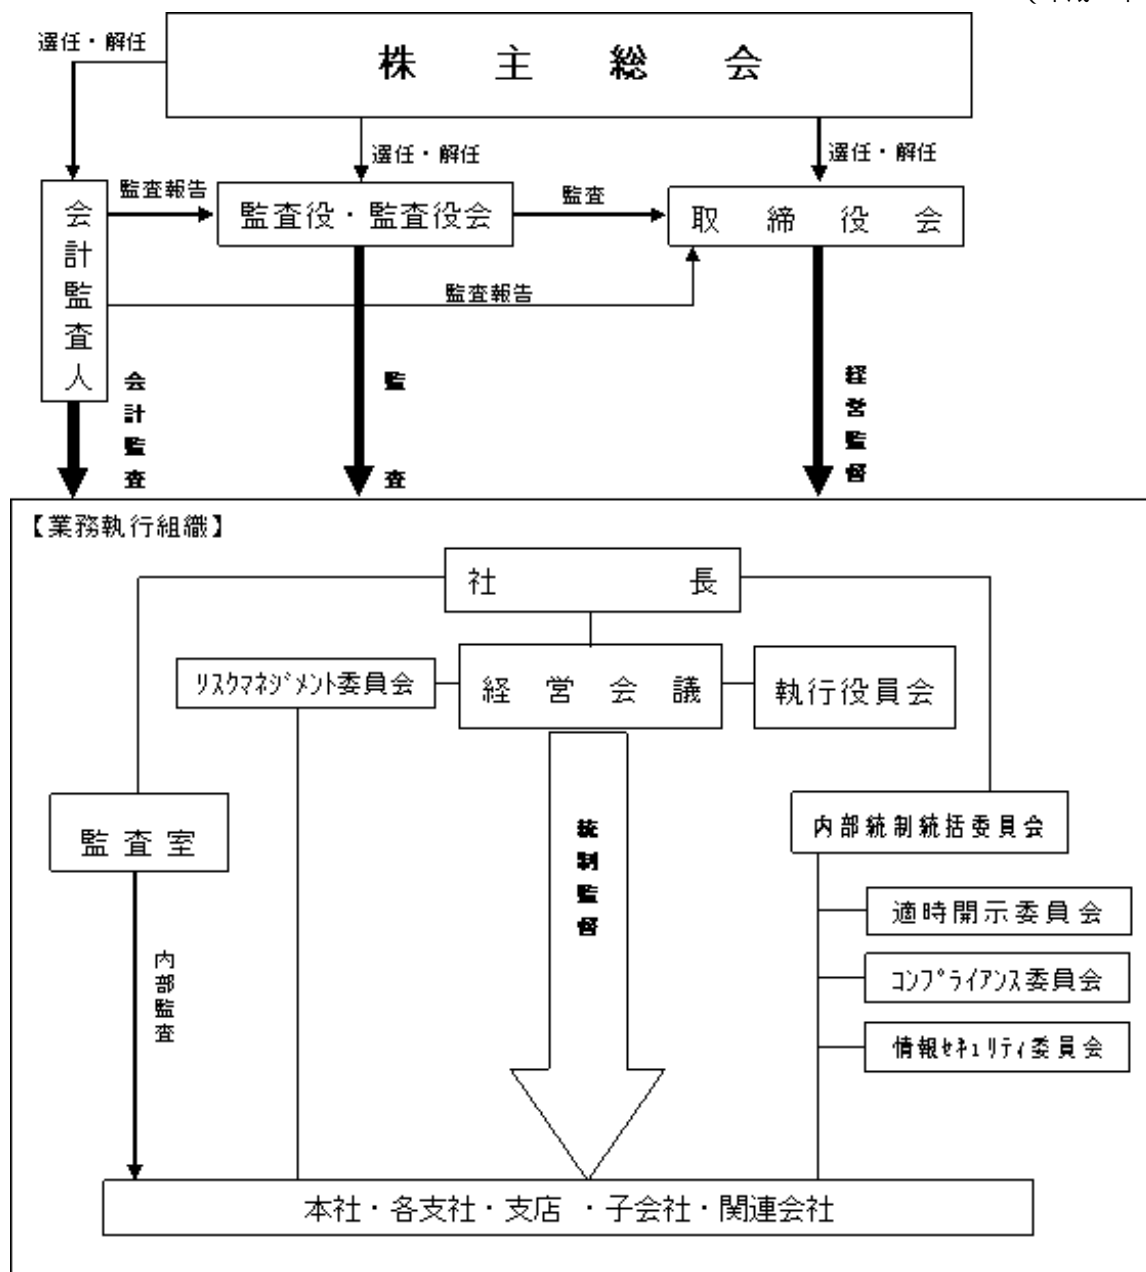 選任・解任
株主総会
選任・解任
選任・解任
会計監査人
監査報告
監査役・監査役会
監査
取締役会
監査報告
会計監査
監査
経営監督
【業務執行組織】
社長
リスクマネジメント委員会
経営会議
執行役員会
監査室
統制監督
内部統制統括委員会
適時開示委員会
内部監査
コンプライアンス委員会
情報セキュリティ委員会
本社・各支社・支店・子会社・関連会社